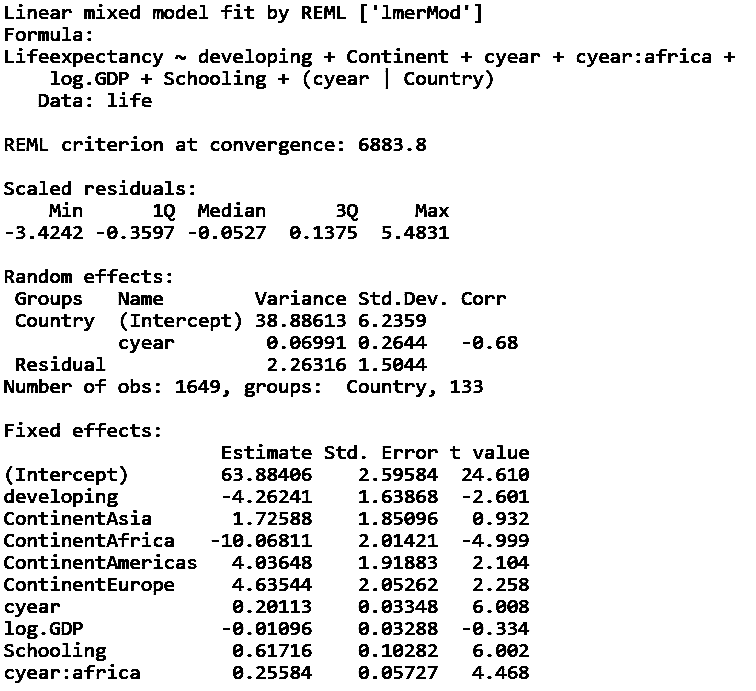 Linear mixed model fit by REML ['lmerMod']
Formula:
Lifeexpectancy ~ developing + Continent + cyear + cyear:africa +
    log.GDP + Schooling + (cyear | Country)
   Data: life

REML criterion at convergence: 6883.8

Scaled residuals:
    Min      1Q  Median      3Q     Max
-3.4242 -0.3597 -0.0527  0.1375  5.4831

Random effects:
 Groups   Name        Variance Std.Dev. Corr
 Country  (Intercept) 38.88613 6.2359
          cyear        0.06991 0.2644   -0.68
 Residual              2.26316 1.5044
Number of obs: 1649, groups:  Country, 133

Fixed effects:
                   Estimate Std. Error t value
(Intercept)        63.88406    2.59584  24.610
developing         -4.26241    1.63868  -2.601
ContinentAsia       1.72588    1.85096   0.932
ContinentAfrica   -10.06811    2.01421  -4.999
ContinentAmericas   4.03648    1.91883   2.104
ContinentEurope     4.63544    2.05262   2.258
cyear               0.20113    0.03348   6.008
log.GDP            -0.01096    0.03288  -0.334
Schooling           0.61716    0.10282   6.002
cyear:africa        0.25584    0.05727   4.468